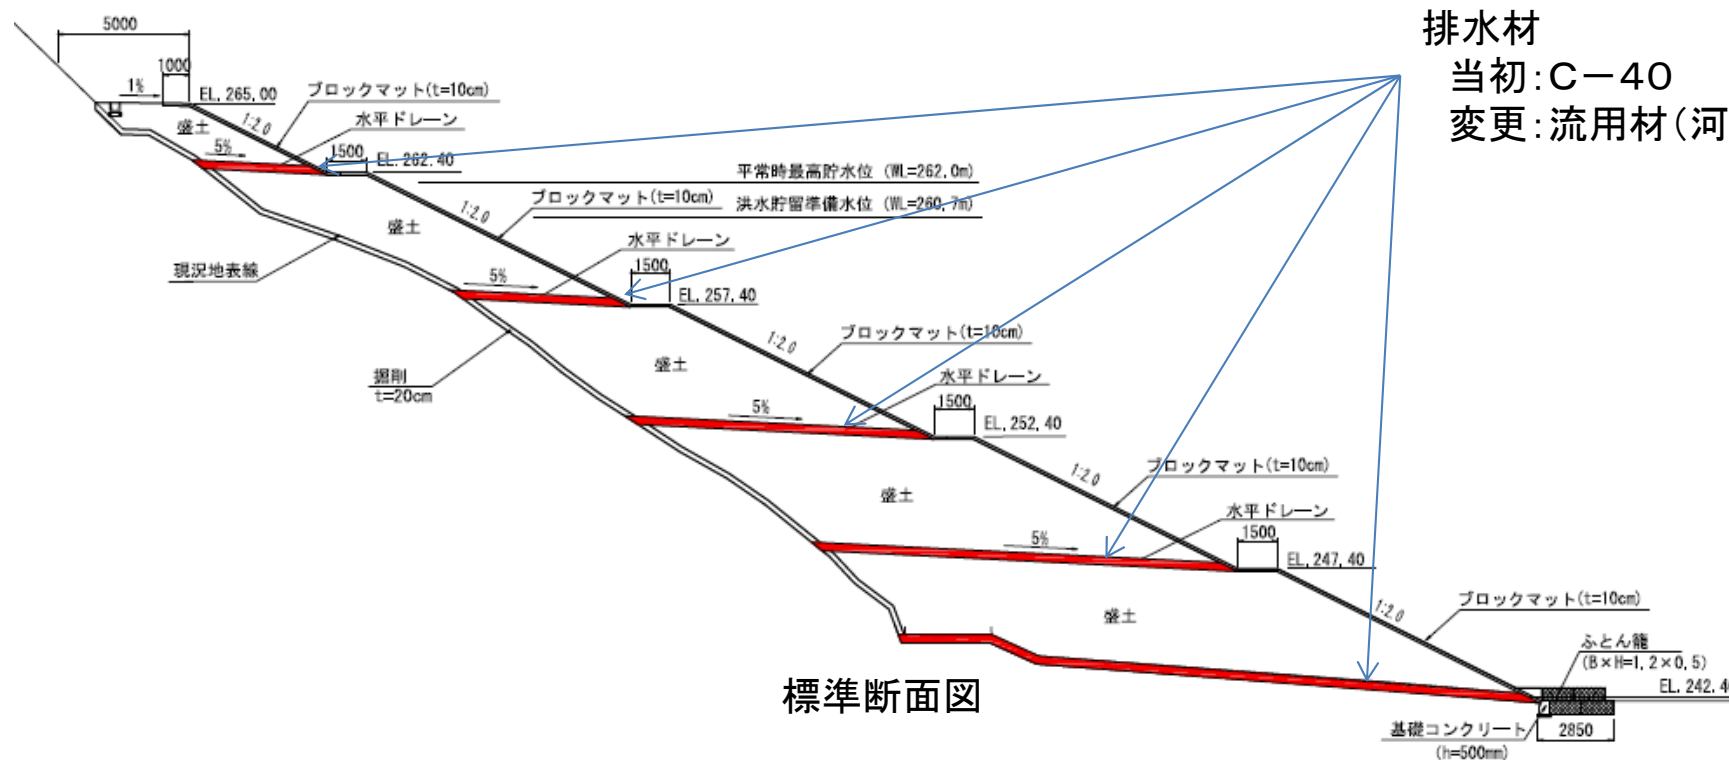 5000
排水材
当初:C-40
変更:流用材(河
1000
1%
EL.265.00
ブロックマット(t=10cm)
盛土
1:2.0
水平ドレーン
5%
1500
EL.262.40
平常時最高貯水位 (WL=262.0m)
ブロックマット(t=10cm)
洪水貯留準備水位 (WL=260.7m)
1:2.0
盛土
水平ドレーン
現況地表線
5%
1500
EL.257.40
ブロックマット(t=10cm)
1:2.0
盛土
掘削
t=20cm
水平ドレーン
5%
1500
EL.252.40
ブロックマット(t=10cm)
1:2.0
盛土
水平ドレーン
5%
1500
EL.247.40
ブロックマット(t=10cm)
1:2.0
盛土
ふとん籠
(B×H=1.2×0.5)
EL.242.40
標準断面図
基礎コンクリート
(h=500mm)
2850